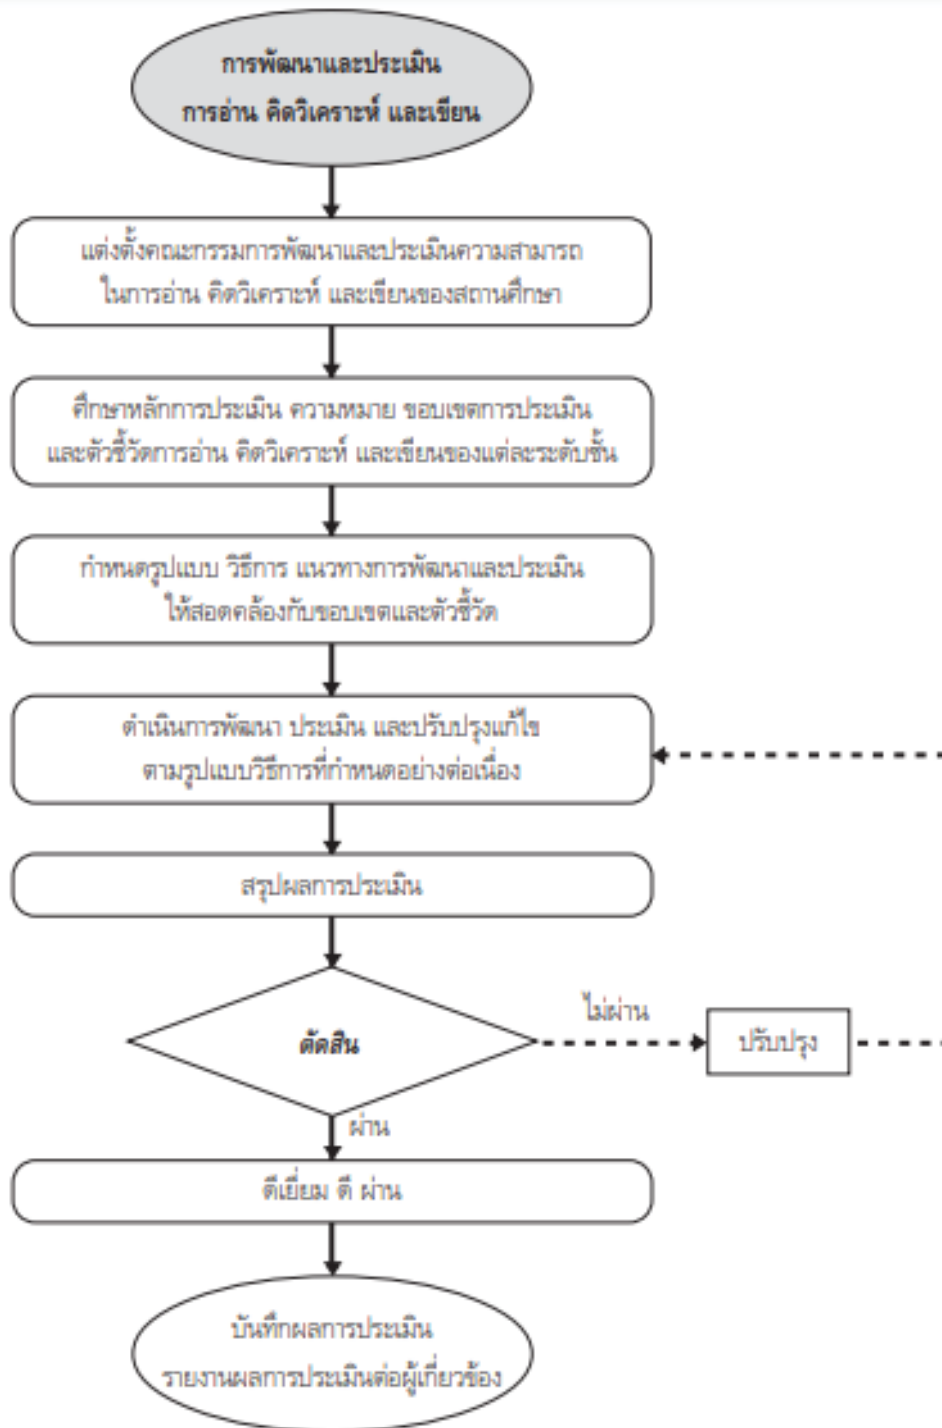 การพัฒนาและประเมิน
การอ่าน คิดวิเคราะห์ และเขียน
แต่งตั้งคณะกรรมการพัฒนาและประเมินความสามารถ
ในการอ่าน คิดวิเคราะห์ และเขียนของสถานศึกษา
ศึกษาหลักการประเมิน ความหมาย ขอบเขตการประเมิน
และตัวชี้วัดการอ่าน คิดวิเคราะห์ และเขียนของแต่ละระดับชั้น
กำหนดรูปแบบ วิธีการ แนวทางการพัฒนาและประเมิน
ให้สอดคล้องกับขอบเขตและตัวชี้วัด
ดำเนินการพัฒนา ประเมิน และปรับปรุงแก้ไข
ตามรูปแบบวิธีการที่กำหนดอย่างต่อเนื่อง
สรุปผลการประเมิน
ตัดสิน
ไม่ผ่าน
ปรับปรุง
ผ่าน
ดีเยี่ยม ดี ผ่าน
บันทึกผลการประเมิน
รายงานผลการประเมินต่อผู้เกี่ยวข้อง